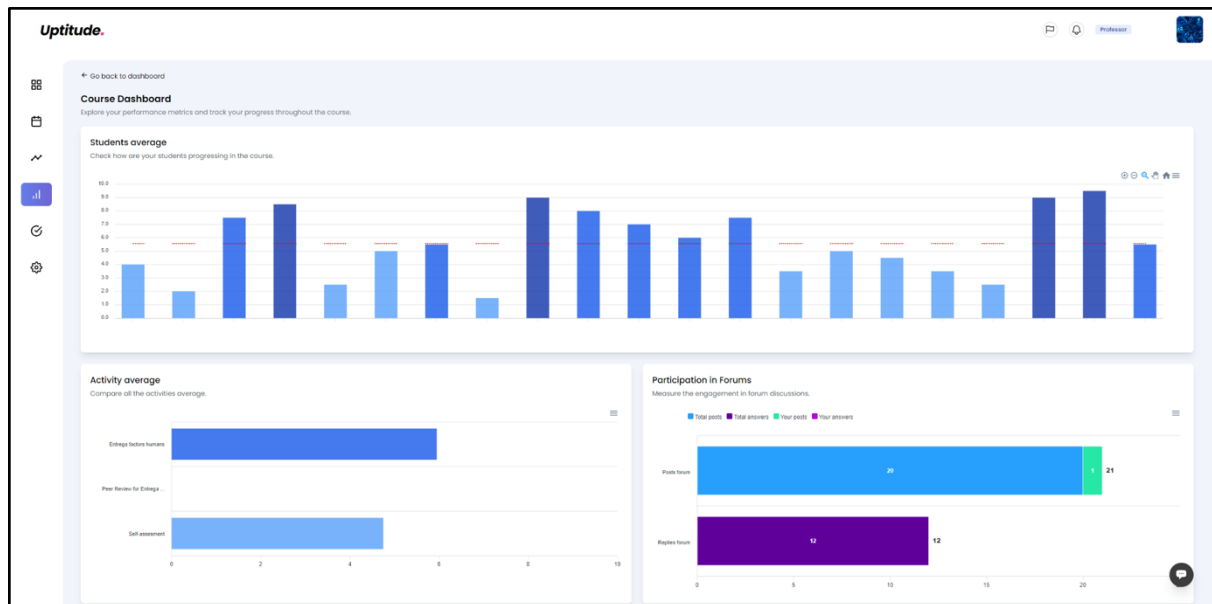 Uptitude.
Professor
← Go back to dashboard
Course Dashboard
Explore your performance metrics and track your progress throughout the course.
Students average
Check how are your students progressing in the course.
10.0
9.0
8.0
7.0
6.0
5.0
4.0
3.0
2.0
1.0
0.0
Activity average
Compare all the activities average.
Entrega factors humans
Peer Review for Entrega ...
Self-assesment
0 2 4 6 8 10
Participation in Forums
Measure the engagement in forum discussions.
Total posts Total answers Your posts Your answers
Posts forum 20 1 21
Replies forum 12 12
0 5 10 15 20